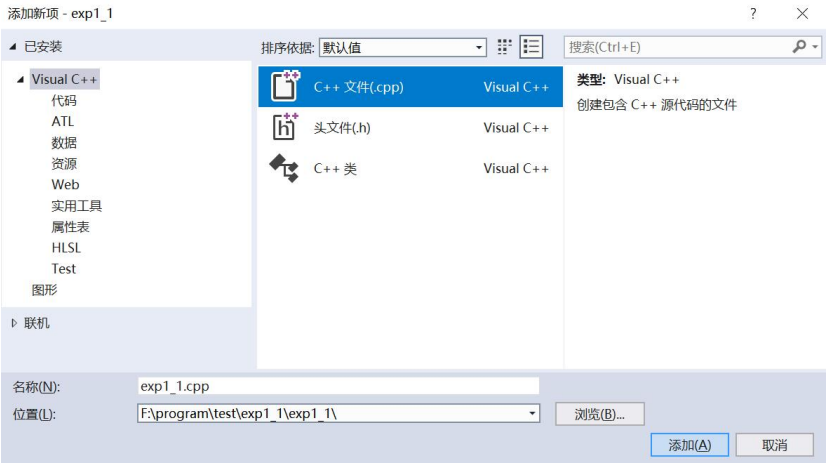 添加新项 - exp1_1
?
已安装
排序依据: 默认值
搜索(Ctrl+E)
Visual C++
代码
ATL
数据
资源
Web
实用工具
属性表
HLSL
Test
图形
联机
C++ 文件(.cpp) Visual C++
头文件(.h) Visual C++
C++ 类 Visual C++
类型: Visual C++
创建包含 C++ 源代码的文件
名称(N): exp1_1.cpp
位置(L): F:\program\test\exp1_1\exp1_1\
浏览(B)...
添加(A) 取消